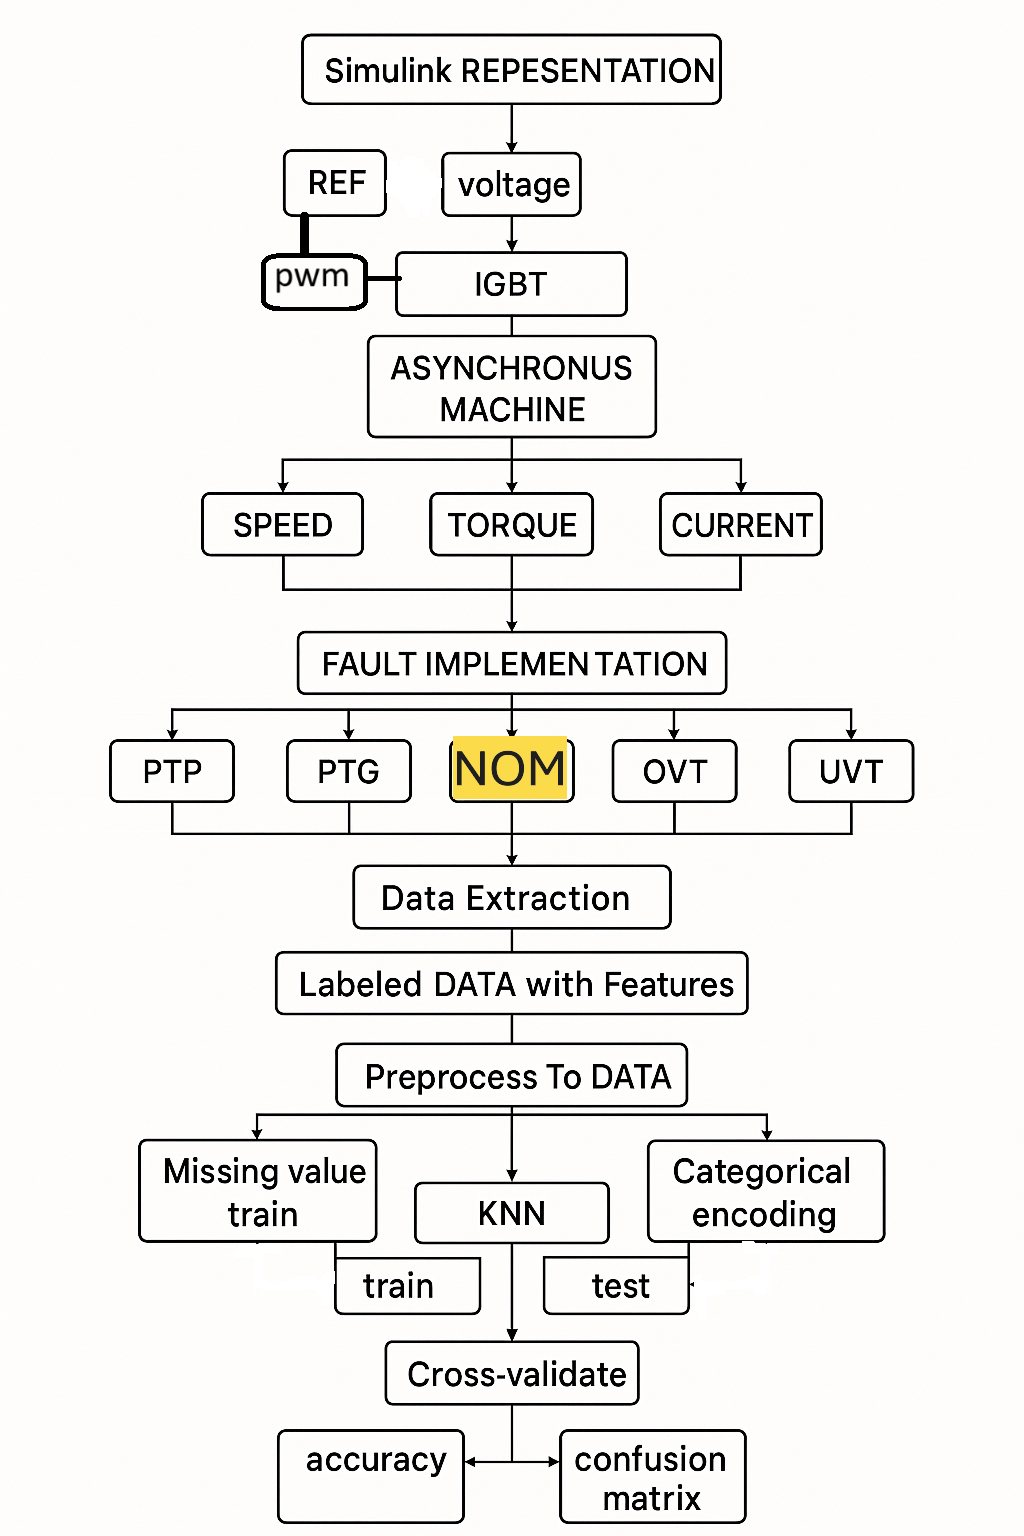 Simulink REPESENTATION
REF
voltage
pwm
IGBT
ASYNCHRONUS
MACHINE
SPEED
TORQUE
CURRENT
FAULT IMPLEMEN TATION
PTP
PTG
NOM
OVT
UVT
Data Extraction
Labeled DATA with Features
Preprocess To DATA
Missing value
train
KNN
Categorical
encoding
train
test
Cross-validate
accuracy
confusion
matrix